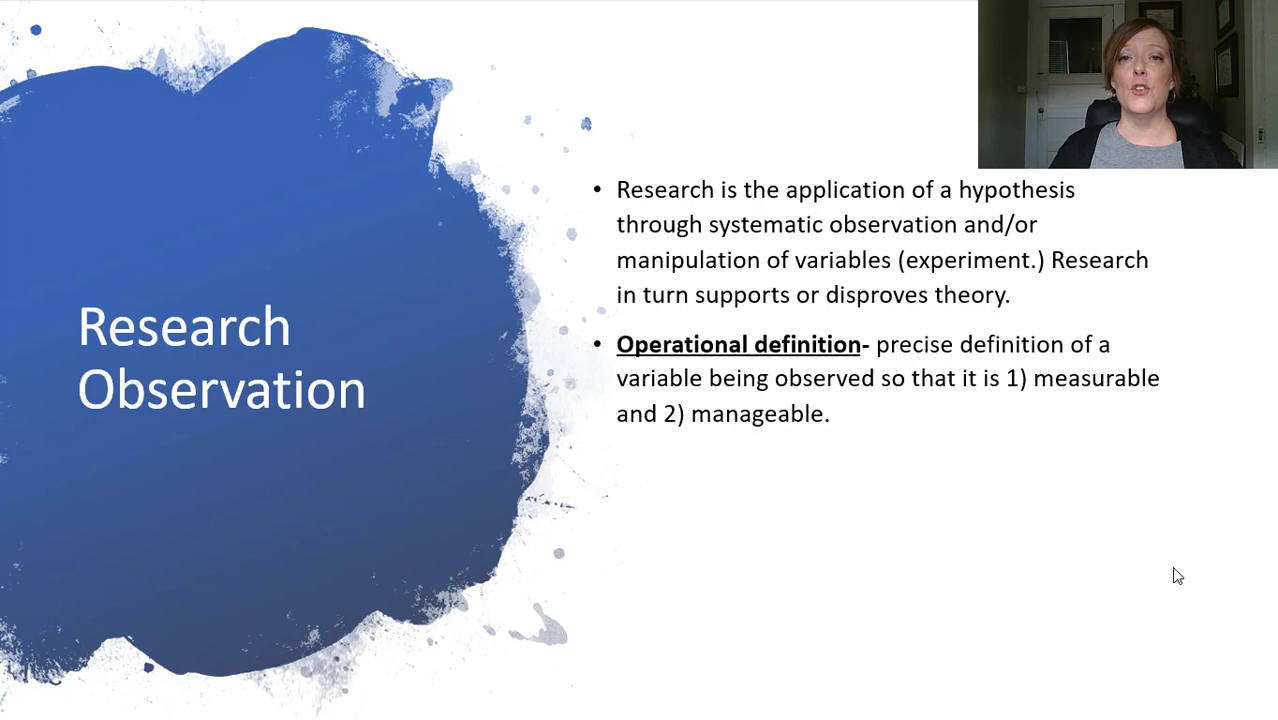 Research
Observation
• Research is the application of a hypothesis
through systematic observation and/or
manipulation of variables (experiment.) Research
in turn supports or disproves theory.
• Operational definition- precise definition of a
variable being observed so that it is 1) measurable
and 2) manageable.